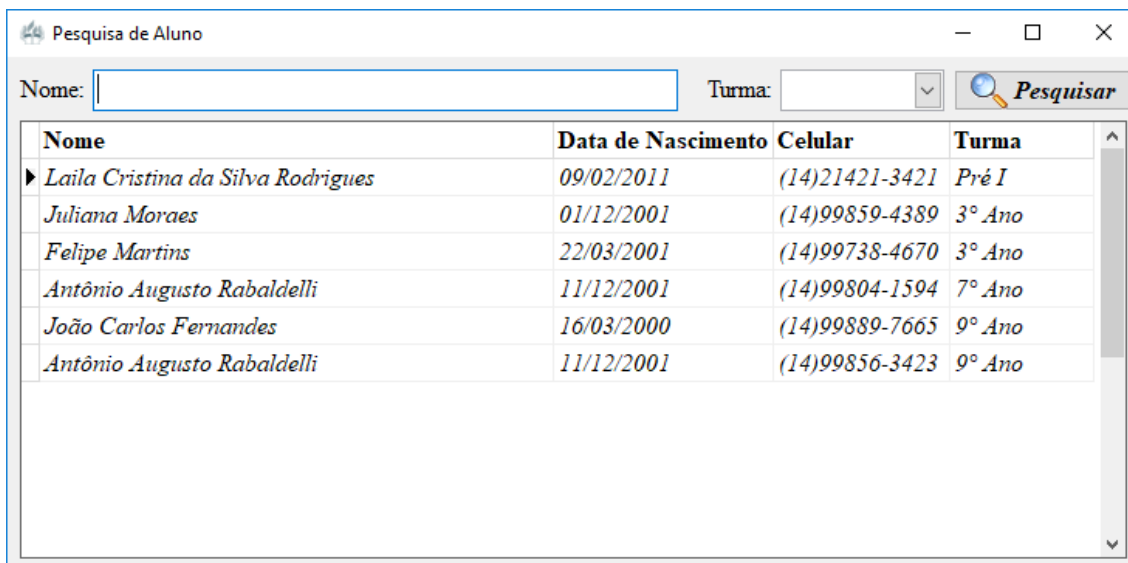 Pesquisa de Aluno
Nome: Turma: Pesquisar
Nome Data de Nascimento Celular Turma
Laila Cristina da Silva Rodrigues 09/02/2011 (14)21421-3421 Pré I
Juliana Moraes 01/12/2001 (14)99859-4389 3° Ano
Felipe Martins 22/03/2001 (14)99738-4670 3° Ano
Antônio Augusto Rabaldelli 11/12/2001 (14)99804-1594 7° Ano
João Carlos Fernandes 16/03/2000 (14)99889-7665 9° Ano
Antônio Augusto Rabaldelli 11/12/2001 (14)99856-3423 9° Ano